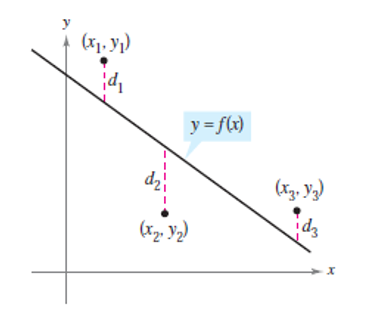 y
(x₁, y₁)
d₁
y = f(x)
d₂
(x₃, y₃)
d₃
(x₂, y₂)
x